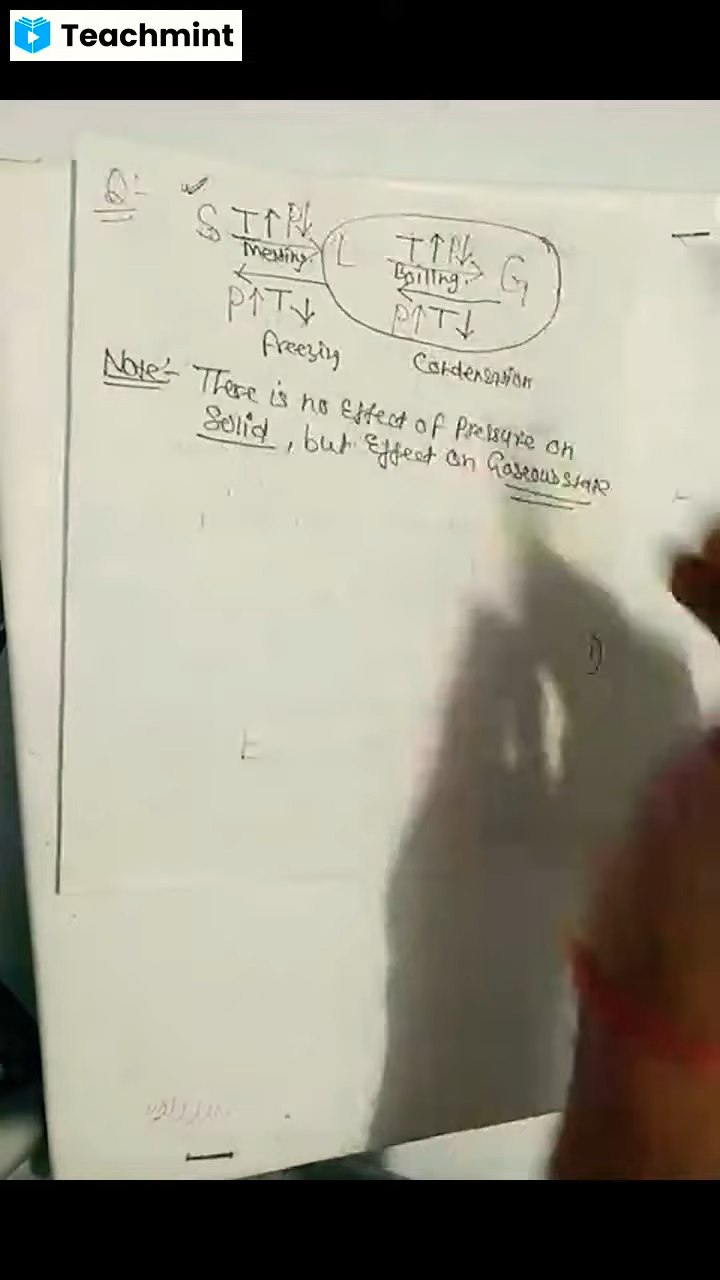 Teachmint
Q:-
S T↑ P↓ L T↑ P↓ G
Melting Boiling
P↑ T↓ P↑ T↓
Freezing Condensation
Note:- There is no Effect of Pressure on
Solid, but Effect on Gaseous state